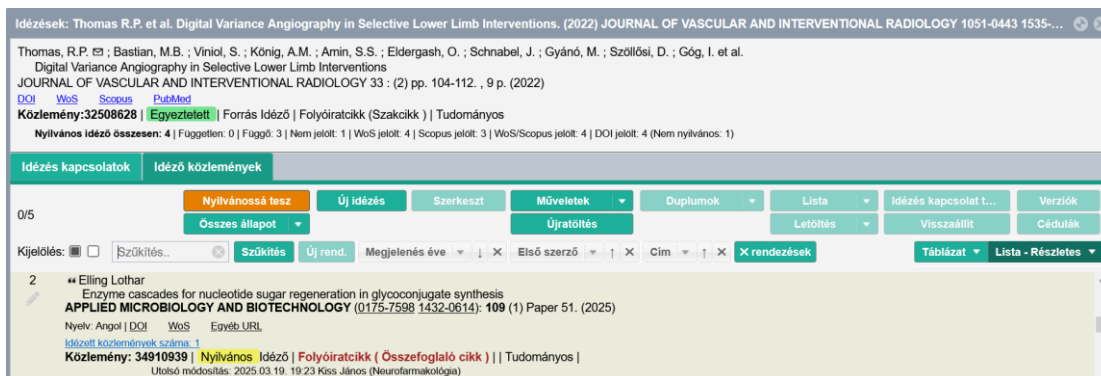 Idézések: Thomas R.P. et al. Digital Variance Angiography in Selective Lower Limb Interventions. (2022) JOURNAL OF VASCULAR AND INTERVENTIONAL RADIOLOGY 1051-0443 1535-...
Thomas, R.P. ; Bastian, M.B. ; Viniol, S. ; König, A.M. ; Amin, S.S. ; Eldergash, O. ; Schnabel, J. ; Gyánó, M. ; Szöllősi, D. ; Góg, I. et al.
Digital Variance Angiography in Selective Lower Limb Interventions
JOURNAL OF VASCULAR AND INTERVENTIONAL RADIOLOGY 33 : (2) pp. 104-112. , 9 p. (2022)
DOI WoS Scopus PubMed
Közlemény:32508628 | Egyeztetett | Forrás Idéző | Folyóiratcikk (Szakcikk ) | Tudományos
Nyilvános idéző összesen: 4 | Független: 0 | Függő: 3 | Nem jelölt: 1 | WoS jelölt: 4 | Scopus jelölt: 3 | WoS/Scopus jelölt: 4 | DOI jelölt: 4 (Nem nyilvános: 1)
Idézés kapcsolatok Idéző közlemények
Nyilvánossá tesz Új idézés Szerkeszt Műveletek Duplumok Lista Idézés kapcsolat t... Verziók
0/5
Összes állapot Újratöltés Letöltés Visszaállít Cédulák
Kijelölés: Szűkítés.. Szűkítés Új rend. Megjelenés éve ↓ X Első szerző ↑ X Cím ↑ X X rendezések Táblázat Lista - Részletes
2 “ Elling Lothar
Enzyme cascades for nucleotide sugar regeneration in glycoconjugate synthesis
APPLIED MICROBIOLOGY AND BIOTECHNOLOGY (0175-7598 1432-0614): 109 (1) Paper 51. (2025)
Nyelv: Angol | DOI WoS Egyéb URL
Idézett közlemények száma: 1
Közlemény: 34910939 | Nyilvános Idéző | Folyóiratcikk ( Összefoglaló cikk ) | | Tudományos |
Utolsó módosítás: 2025.03.19. 19:23 Kiss János (Neurofarmakológia)